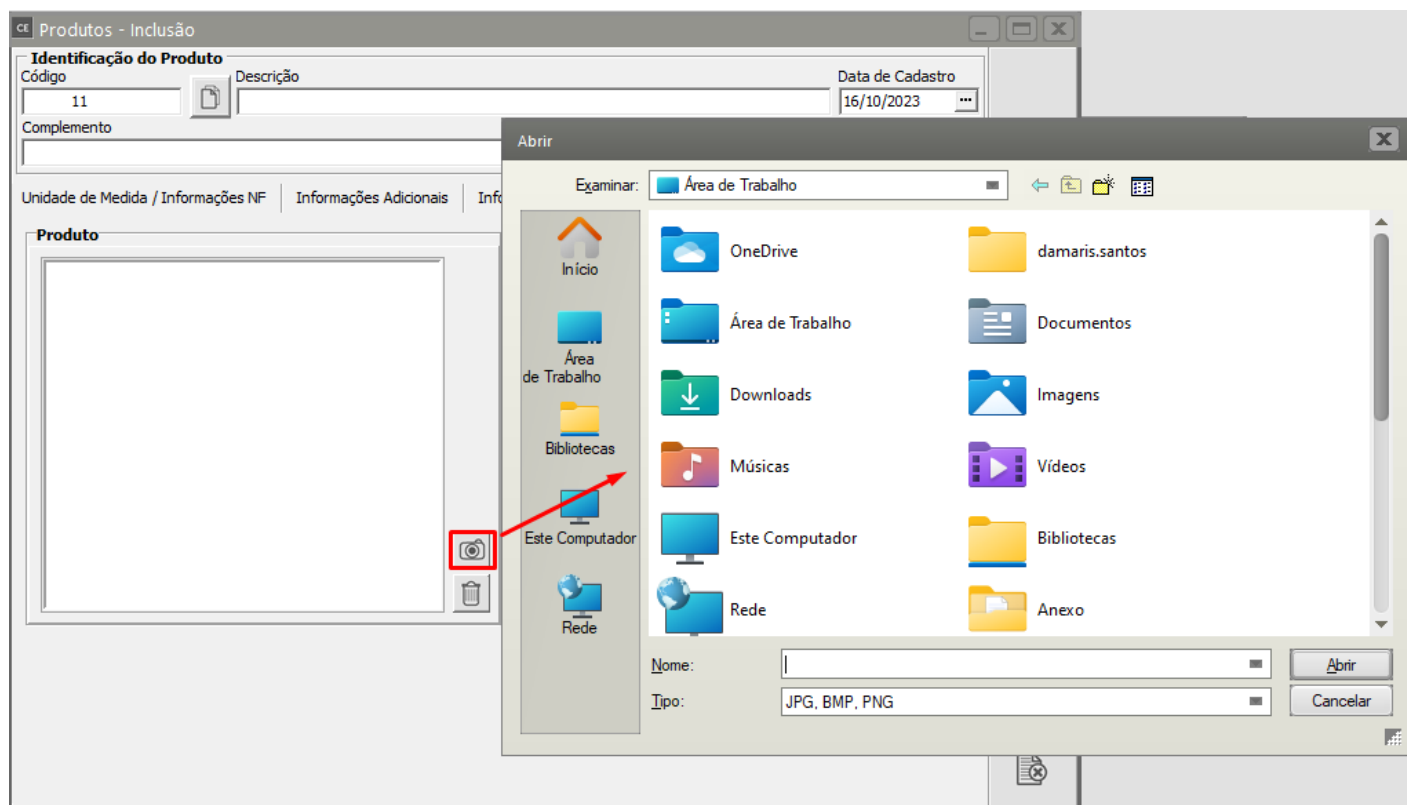 CE Produtos - Inclusão
Identificação do Produto
Código Descrição Data de Cadastro
11 16/10/2023 ...
Complemento
Abrir
Examinar: Área de Trabalho
Unidade de Medida / Informações NF Informações Adicionais Info
Produto
Início
Área
de Trabalho
Bibliotecas
Este Computador
Rede
OneDrive damaris.santos
Área de Trabalho Documentos
Downloads Imagens
Músicas Vídeos
Este Computador Bibliotecas
Rede Anexo
Nome: Abrir
Tipo: JPG, BMP, PNG Cancelar